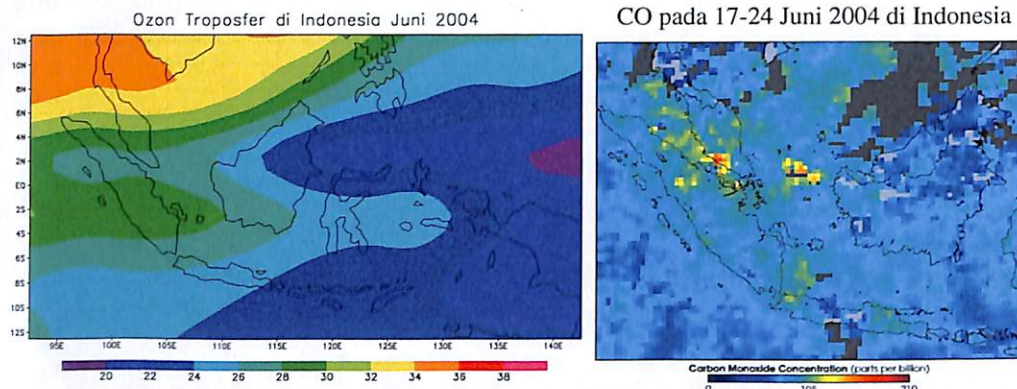 Ozon Troposfer di Indonesia Juni 2004
12N
10N
8N
6N
4N
2N
EQ
2S
4S
6S
8S
10S
12S
95E 100E 105E 110E 115E 120E 125E 130E 135E 140E
20 22 24 26 28 30 32 34 36 38
CO pada 17-24 Juni 2004 di Indonesia
Carbon Monoxide Concentration (parts per billion)
0 105 210